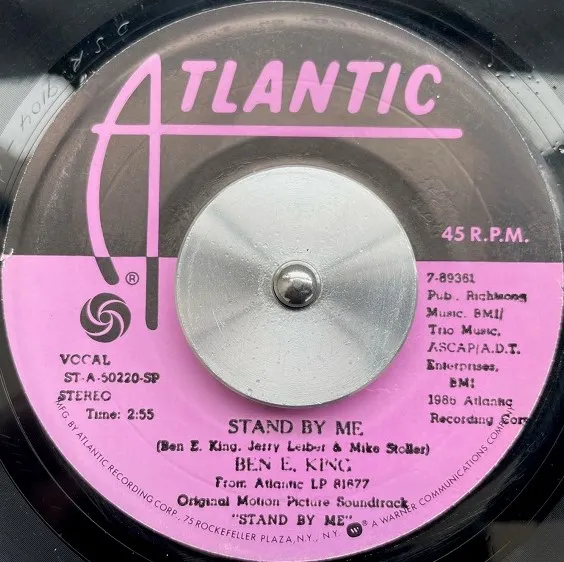 ATLANTIC
®
45 R.P.M.
7-89361
Pub. Rightsong
Music, BMI/
Trio Music,
ASCAP/A.D.T.
Enterprises,
BMI
1986 Atlantic
Recording Corp
VOCAL
ST-A-50220-SP
STEREO
Time: 2:55
STAND BY ME
(Ben E. King, Jerry Leiber & Mike Stoller)
BEN E. KING
From Atlantic LP 81677
Original Motion Picture Soundtrack
"STAND BY ME"
MFG. BY ATLANTIC RECORDING CORP., 75 ROCKEFELLER PLAZA, N.Y., N.Y. W ® A WARNER COMMUNICATIONS COMPANY